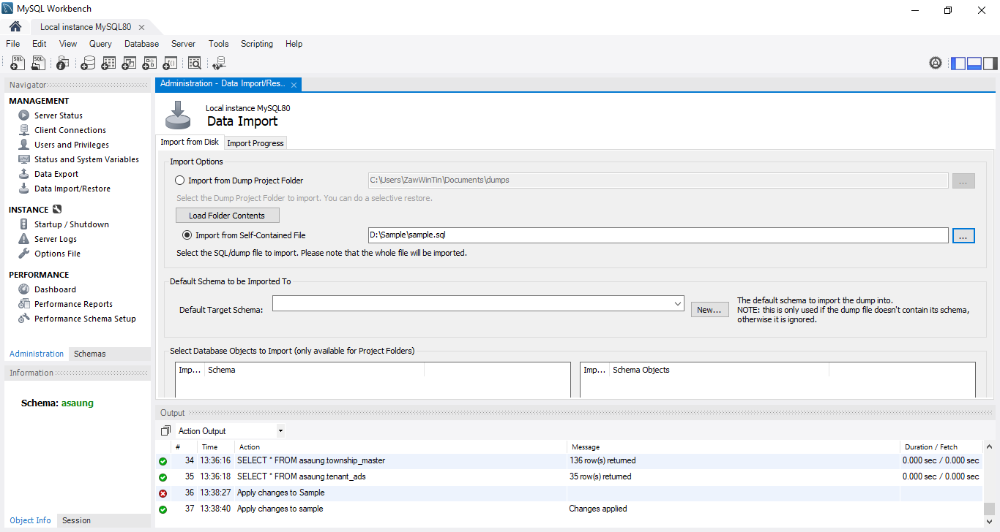 MySQL Workbench
Local instance MySQL80
File Edit View Query Database Server Tools Scripting Help
Navigator
MANAGEMENT
Server Status
Client Connections
Users and Privileges
Status and System Variables
Data Export
Data Import/Restore
INSTANCE
Startup / Shutdown
Server Logs
Options File
PERFORMANCE
Dashboard
Performance Reports
Performance Schema Setup
Administration Schemas
Information
Schema: asaung
Object Info Session
Administration - Data Import/Res...
Local instance MySQL80
Data Import
Import from Disk Import Progress
Import Options
Import from Dump Project Folder C:\Users\ZawWinTin\Documents\dumps ...
Select the Dump Project Folder to import. You can do a selective restore.
Load Folder Contents
Import from Self-Contained File D:\Sample\sample.sql ...
Select the SQL/dump file to import. Please note that the whole file will be imported.
Default Schema to be Imported To
Default Target Schema: New...
The default schema to import the dump into.
NOTE: this is only used if the dump file doesn't contain its schema,
otherwise it is ignored.
Select Database Objects to Import (only available for Project Folders)
Imp... Schema Imp... Schema Objects
Output
Action Output
# Time Action Message Duration / Fetch
34 13:36:16 SELECT * FROM asaung.township_master 136 row(s) returned 0.000 sec / 0.000 sec
35 13:36:18 SELECT * FROM asaung.tenant_ads 35 row(s) returned 0.000 sec / 0.000 sec
36 13:38:27 Apply changes to Sample
37 13:38:40 Apply changes to sample Changes applied